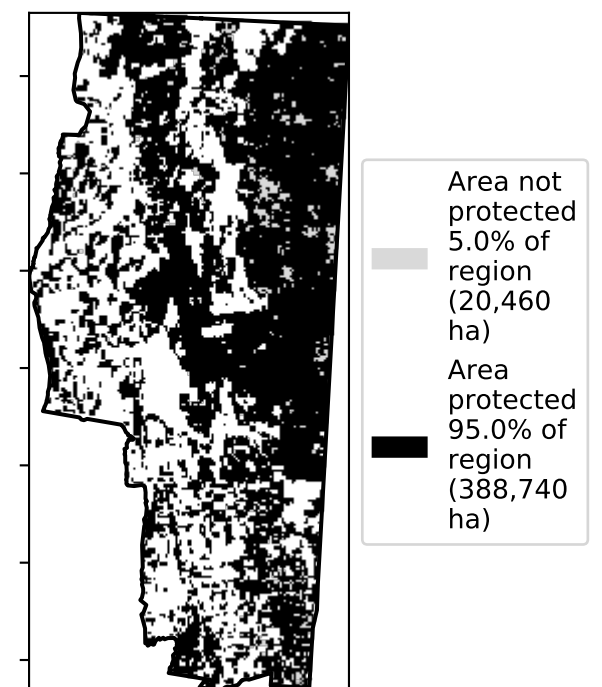 Area not
protected
5.0% of
region
(20,460
ha)
Area
protected
95.0% of
region
(388,740
ha)